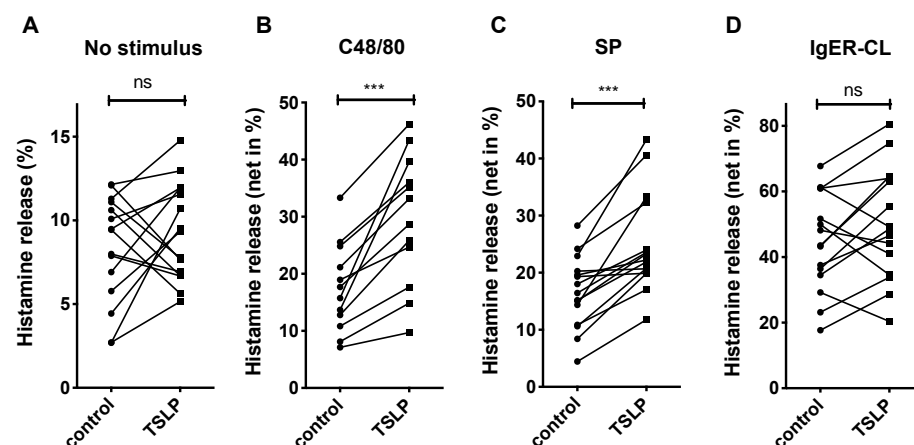 A
No stimulus
ns
Histamine release (%)
15
10
5
0
control
TSLP
B
C48/80
***
Histamine release (net in %)
50
40
30
20
10
0
control
TSLP
C
SP
***
Histamine release (net in %)
50
40
30
20
10
0
control
TSLP
D
IgER-CL
ns
Histamine release (net in %)
80
60
40
20
0
control
TSLP